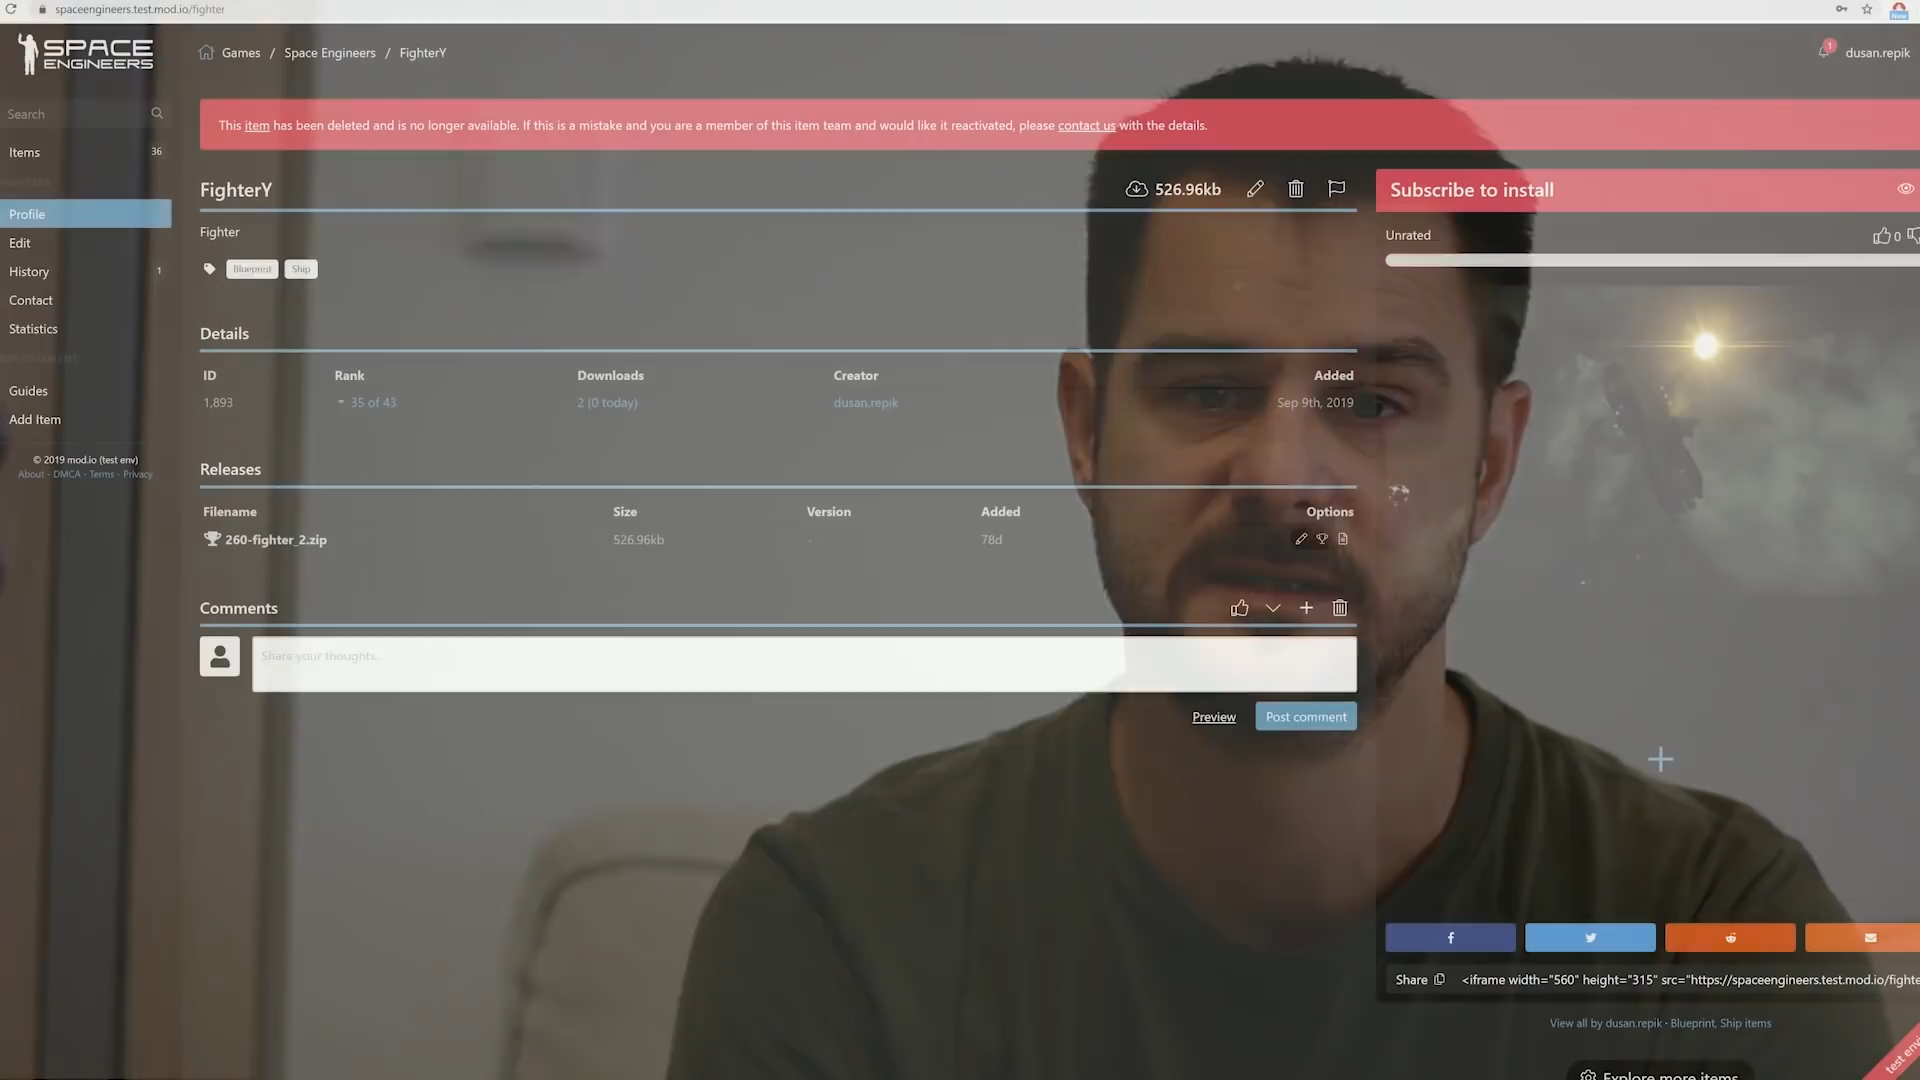 spaceengineers.test.mod.io/fighter
SPACE
ENGINEERS
Games / Space Engineers / FighterY
1
dusan.repik
Search
This item has been deleted and is no longer available. If this is a mistake and you are a member of this item team and would like it reactivated, please contact us with the details.
Items 36
FighterY
526.96kb
Subscribe to install
Profile
Fighter
Unrated
0
Edit
Blueprint Ship
History 1
Contact
Statistics
Details
ID Rank Downloads Creator Added
1,893 35 of 43 2 (0 today) dusan.repik Sep 9th, 2019
Guides
Add Item
© 2019 mod.io (test env)
About - DMCA - Terms - Privacy
Releases
Filename Size Version Added Options
260-fighter_2.zip 526.96kb - 78d
Comments
Share your thoughts..
Preview Post comment
Share <iframe width="560" height="315" src="https://spaceengineers.test.mod.io/fighte
View all by dusan.repik · Blueprint, Ship items
Explore more items
test env